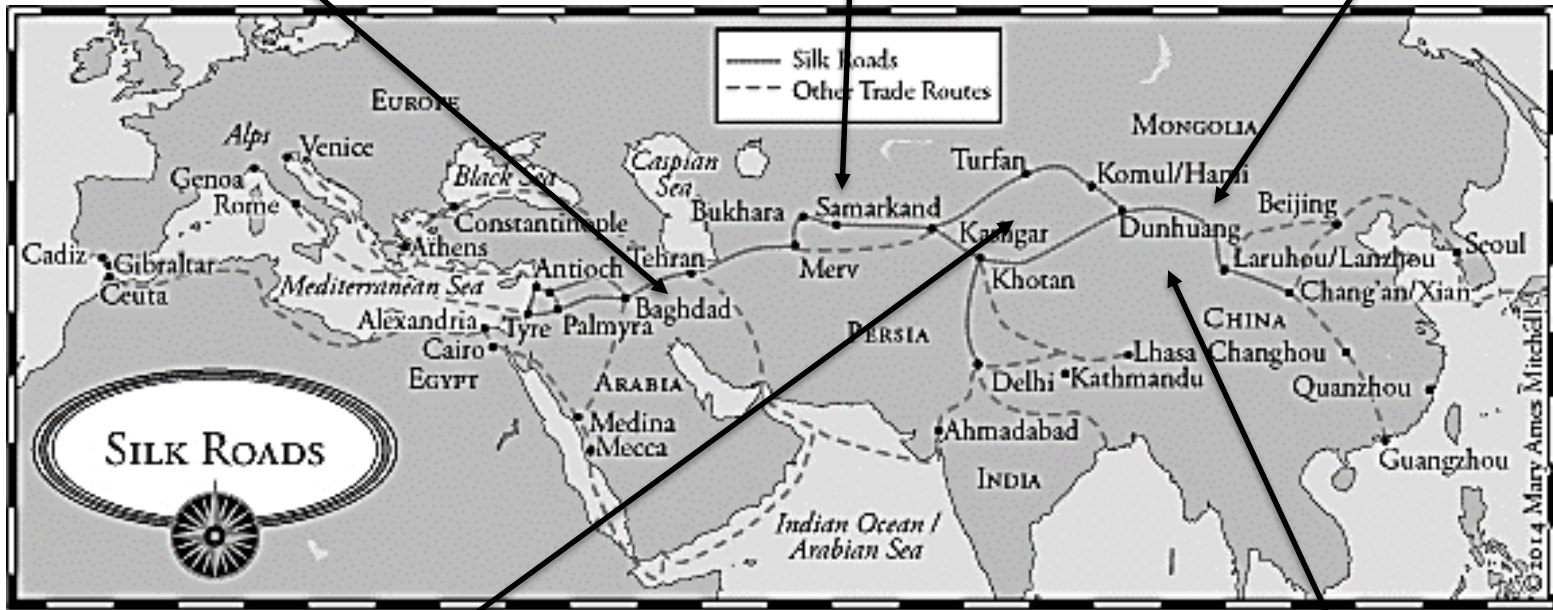 Silk Roads
Other Trade Routes
EUROPE
MONGOLIA
Alps
Venice
Caspian
Sea
Turfan
Komul/Hami
Black Sea
Genoa
Rome
Bukhara
Samarkand
Beijing
Constantinople
Kashgar
Dunhuang
Seoul
Cadiz
Gibraltar
Athens
Tehran
Laruhou/Lanzhou
Ceuta
Mediterranean Sea
Antioch
Merv
Khotan
Chang'an/Xian
Alexandria
Tyre
Palmyra
Baghdad
PERSIA
CHINA
Cairo
Lhasa
Changhou
EGYPT
ARABIA
Delhi
Kathmandu
Quanzhou
Medina
Mecca
Ahmadabad
SILK ROADS
Guangzhou
INDIA
Indian Ocean /
Arabian Sea
©2014 Mary Ames Mitchell